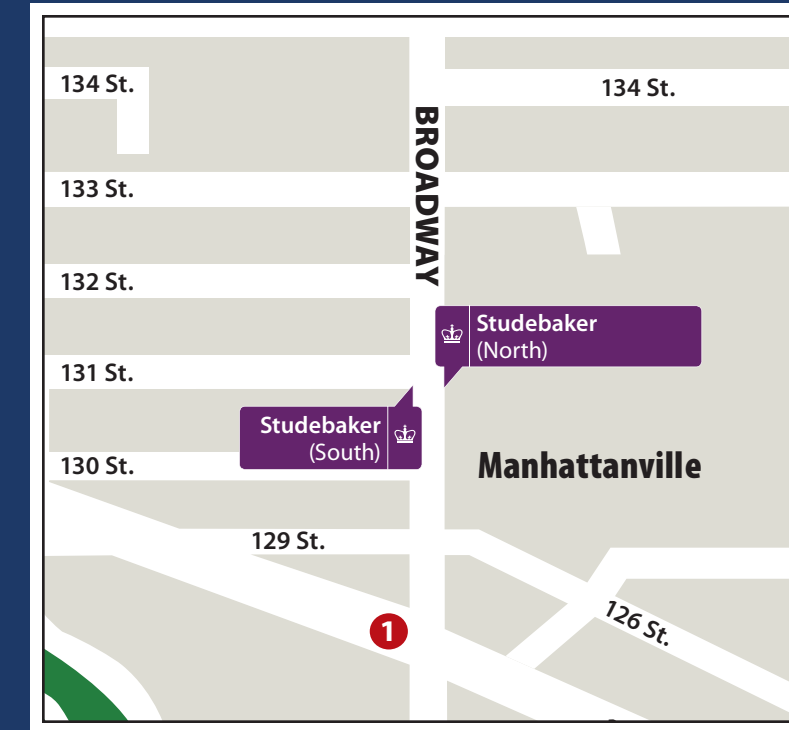 134 St.
134 St.
BROADWAY
133 St.
132 St.
Studebaker
(North)
131 St.
Studebaker
(South)
130 St.
Manhattanville
129 St.
1
126 St.